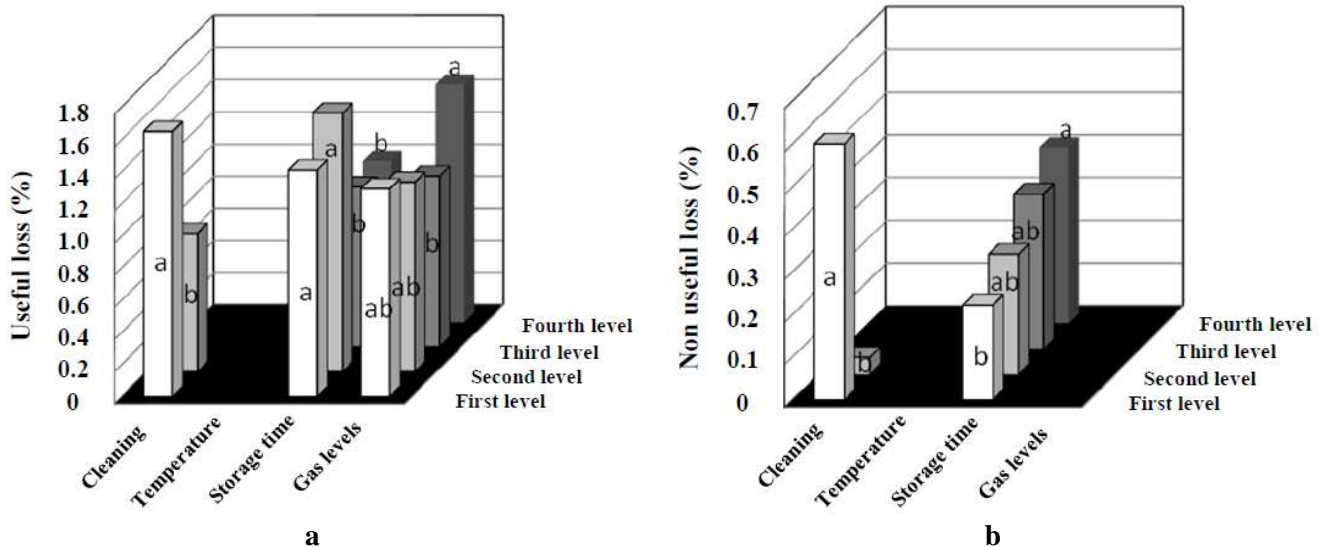 Useful loss (%)
1.8
1.6
1.4
1.2
1.0
0.8
0.6
0.4
0.2
0
a
b
a
a
b
b
ab
ab
b
a
Fourth level
Third level
Second level
First level
Cleaning
Temperature
Storage time
Gas levels
a
Non useful loss (%)
0.7
0.6
0.5
0.4
0.3
0.2
0.1
0
a
b
b
ab
ab
a
Fourth level
Third level
Second level
First level
Cleaning
Temperature
Storage time
Gas levels
b